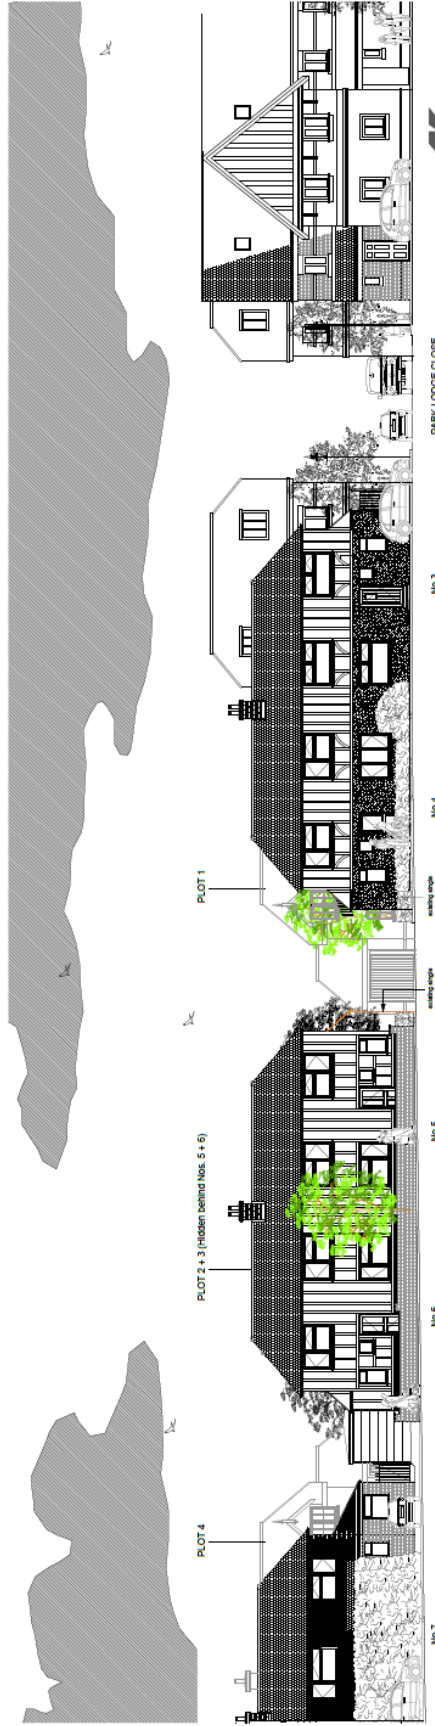 PLOT 4
PLOT 2 + 3 (Hidden behind Nos. 5 + 6)
PLOT 1
No.7
No.6
No.5
existing single
existing single
No.4
No.3
PARK LODGE CLOSE